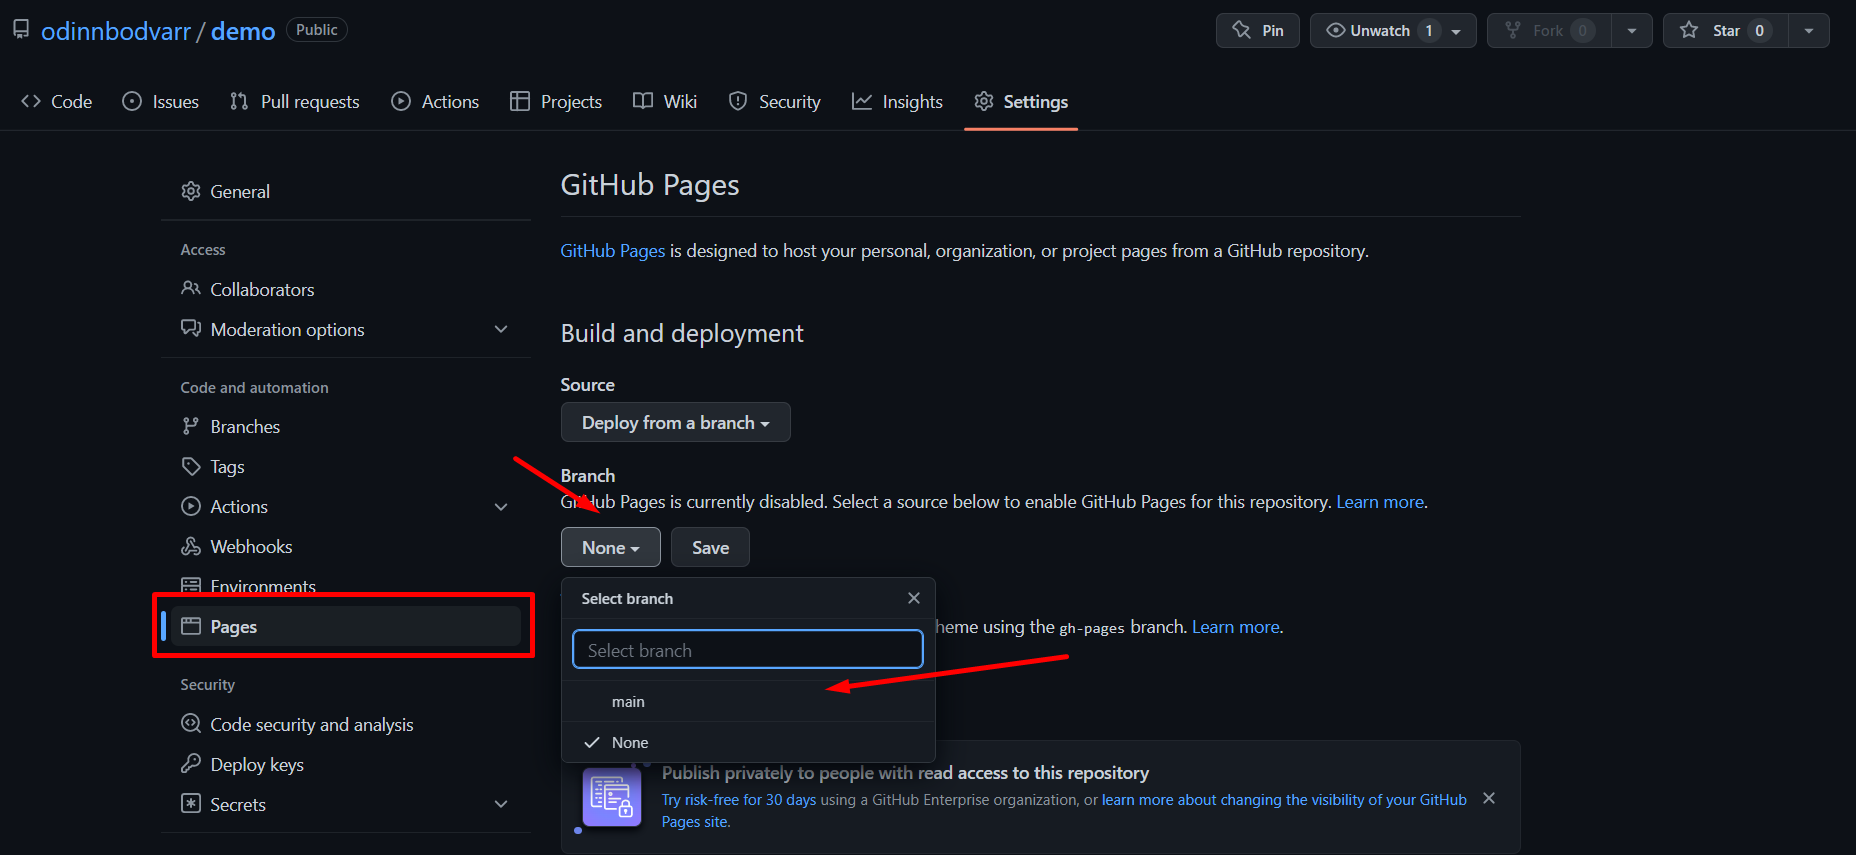 odinnbodvarr / demo Public
Pin
Unwatch 1
Fork 0
Star 0
Code
Issues
Pull requests
Actions
Projects
Wiki
Security
Insights
Settings
General
Access
Collaborators
Moderation options
Code and automation
Branches
Tags
Actions
Webhooks
Environments
Pages
Security
Code security and analysis
Deploy keys
Secrets
GitHub Pages
GitHub Pages is designed to host your personal, organization, or project pages from a GitHub repository.
Build and deployment
Source
Deploy from a branch
Branch
GitHub Pages is currently disabled. Select a source below to enable GitHub Pages for this repository. Learn more.
None
Save
Select branch
Select branch
heme using the gh-pages branch. Learn more.
main
None
Publish privately to people with read access to this repository
Try risk-free for 30 days using a GitHub Enterprise organization, or learn more about changing the visibility of your GitHub
Pages site.